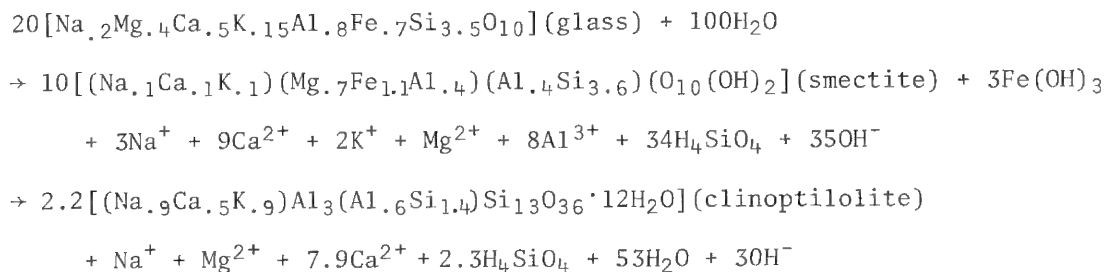 20[Na.2Mg.4Ca.5K.15Al.8Fe.7Si3.5O10](glass) + 100H2O
→ 10[(Na.1Ca.1K.1)(Mg.7Fe1.1Al.4)(Al.4Si3.6)(O10(OH)2](smectite) + 3Fe(OH)3
+ 3Na+ + 9Ca2+ + 2K+ + Mg2+ + 8Al3+ + 34H4SiO4 + 35OH-
→ 2.2[(Na.9Ca.5K.9)Al3(Al.6Si1.4)Si13O36·12H2O](clinoptilolite)
+ Na+ + Mg2+ + 7.9Ca2+ + 2.3H4SiO4 + 53H2O + 30OH-